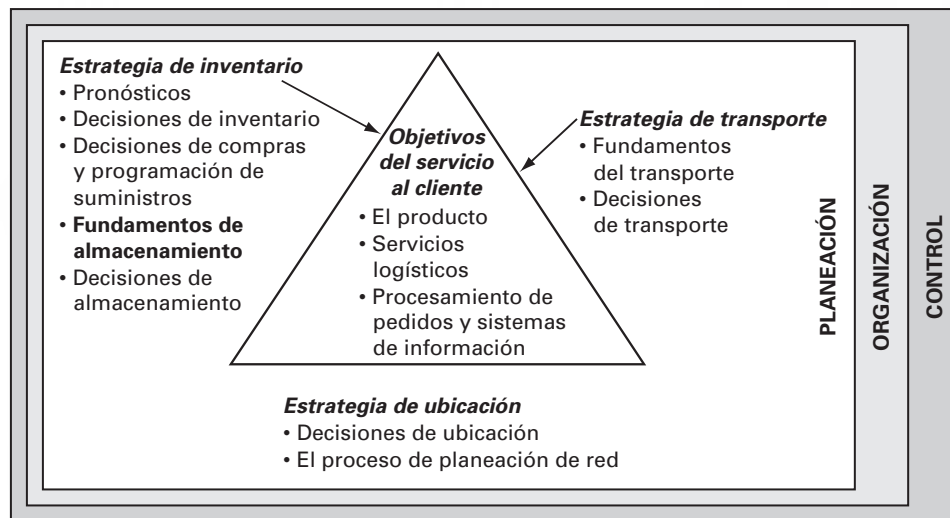 Estrategia de inventario
• Pronósticos
• Decisiones de inventario
• Decisiones de compras
y programación de
suministros
• Fundamentos de
almacenamiento
• Decisiones de
almacenamiento
Objetivos
del servicio
al cliente
• El producto
• Servicios
logísticos
• Procesamiento de
pedidos y sistemas
de información
Estrategia de transporte
• Fundamentos
del transporte
• Decisiones
de transporte
Estrategia de ubicación
• Decisiones de ubicación
• El proceso de planeación de red
PLANEACIÓN
ORGANIZACIÓN
CONTROL